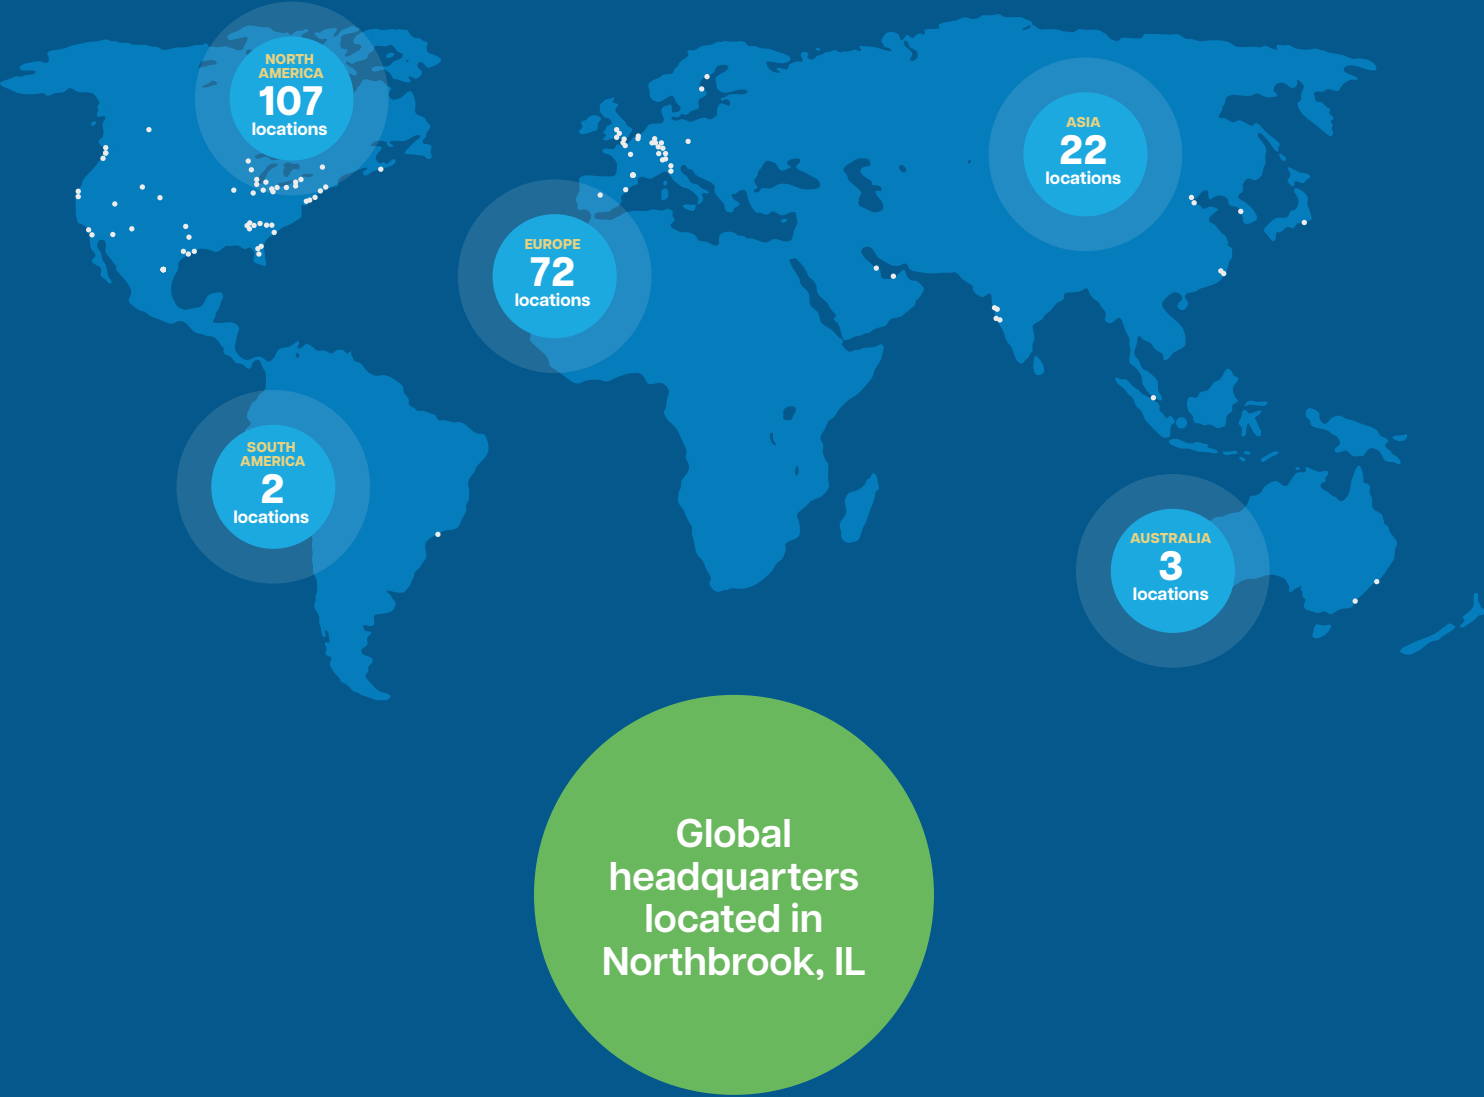 NORTH
AMERICA
107
locations
ASIA
22
locations
EUROPE
72
locations
SOUTH
AMERICA
2
locations
AUSTRALIA
3
locations
Global
headquarters
located in
Northbrook, IL